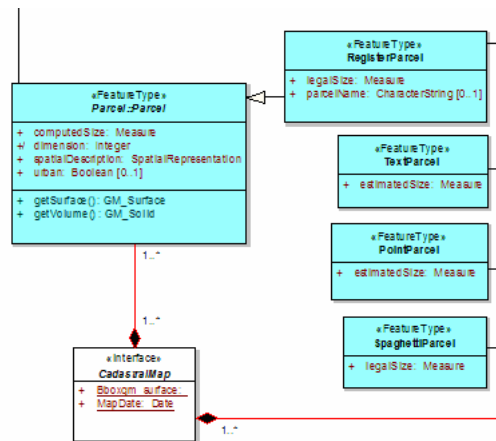 «FeatureType»
RegisterParcel
+ legalSize: Measure
+ parcelName: CharacterString [0..1]
«FeatureType»
Parcel::Parcel
+ computedSize: Measure
+/ dimension: Integer
+ spatialDescription: SpatialRepresentation
+ urban: Boolean [0..1]
+ getSurface() : GM_Surface
+ getVolume() : GM_Solid
«FeatureType»
TextParcel
+ estimatedSize: Measure
«FeatureType»
PointParcel
+ estimatedSize: Measure
«FeatureType»
SpaghettiParcel
+ legalSize: Measure
1..*
1..*
«Interface»
CadastralMap
+ Bboxgm_surface:
+ MapDate: Date
1..*